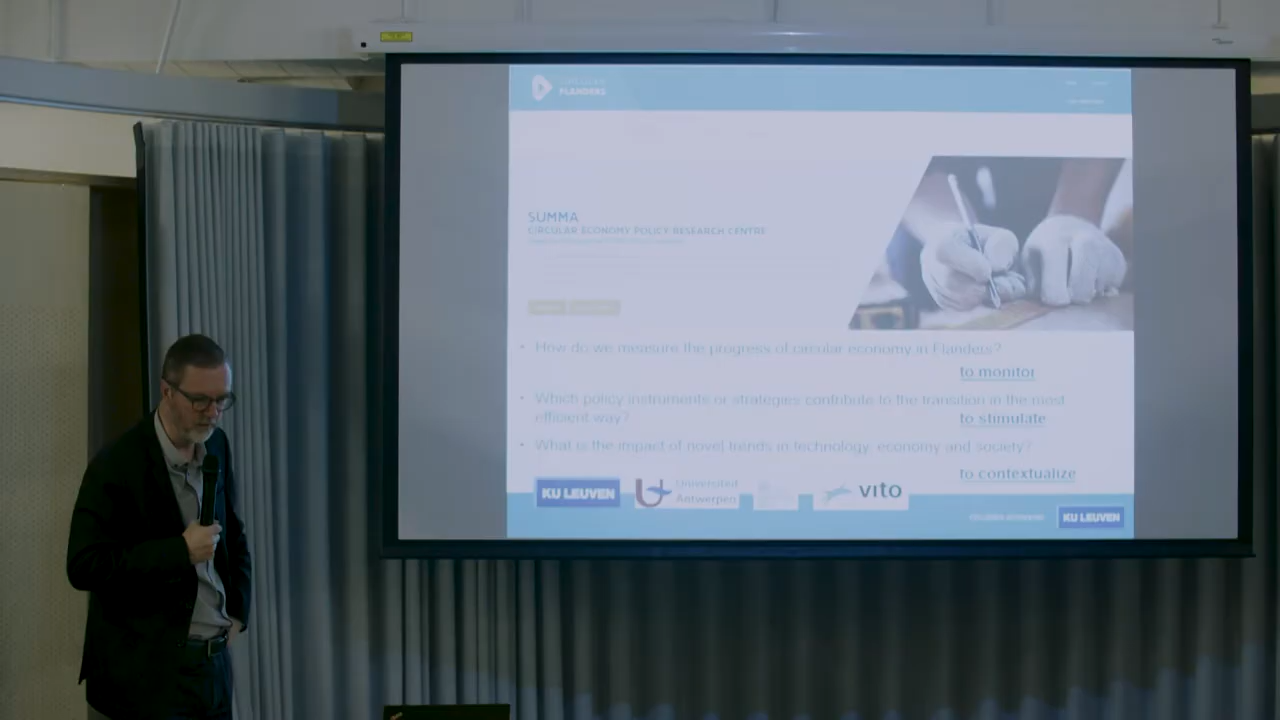 FLANDERS
SUMMA
CIRCULAR ECONOMY POLICY RESEARCH CENTRE
• How do we measure the progress of circular economy in Flanders?
to monitor
• Which policy instruments or strategies contribute to the transition in the most
efficient way?
to stimulate
• What is the impact of novel trends in technology, economy and society?
to contextualize
KU LEUVEN
Universiteit
Antwerpen
vito
KU LEUVEN